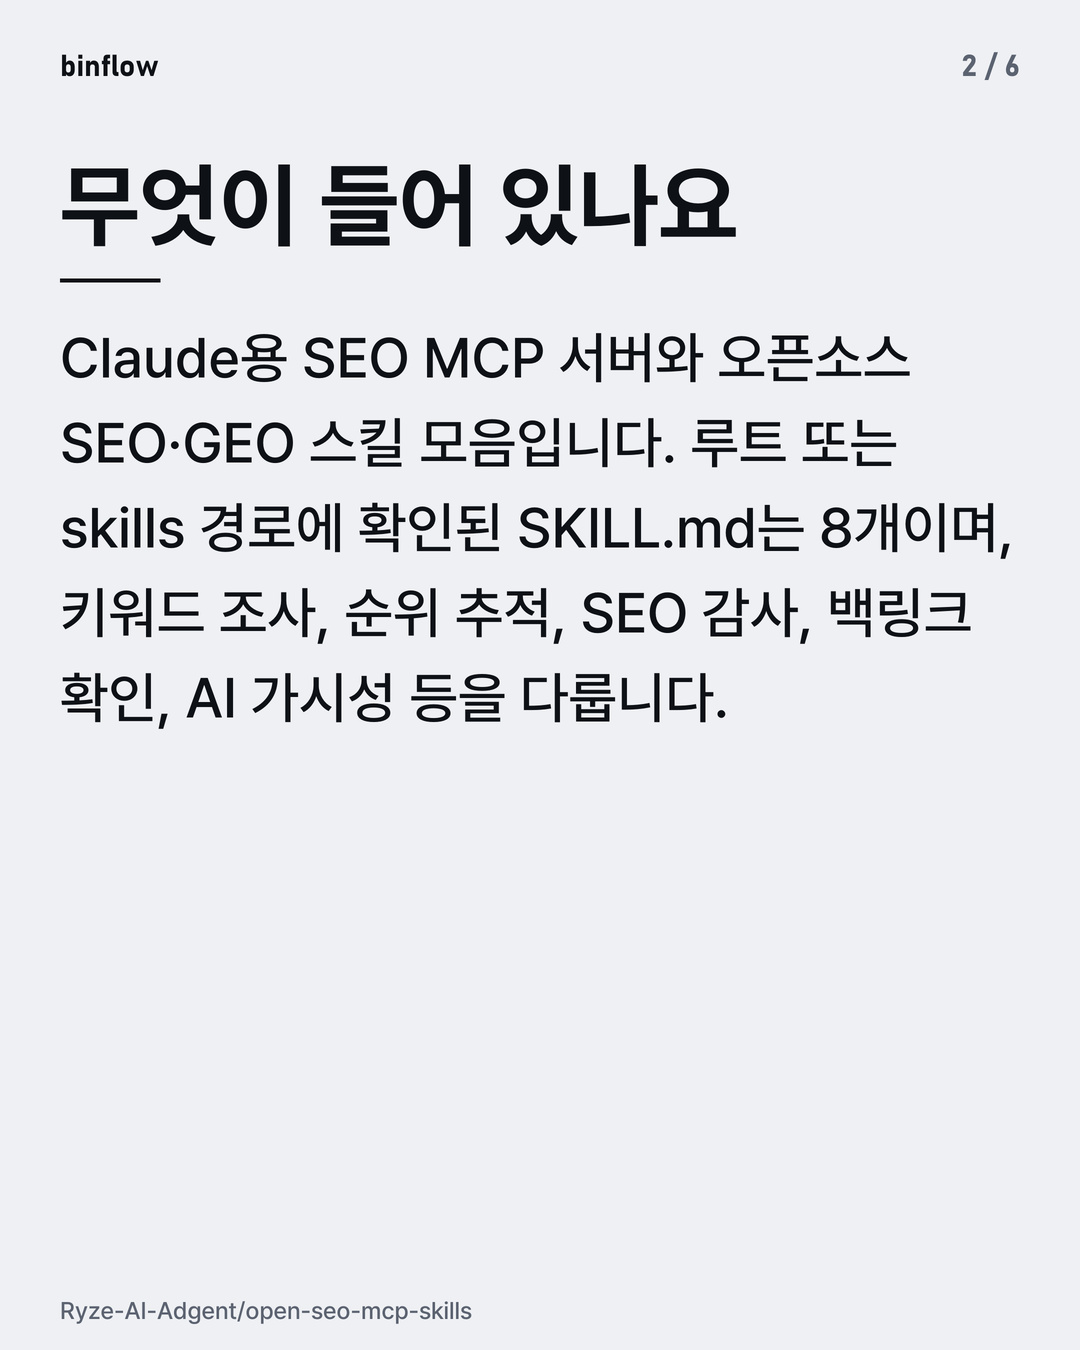 binflow
2 / 6
무엇이 들어 있나요
Claude용 SEO MCP 서버와 오픈소스
SEO·GEO 스킬 모음입니다. 루트 또는
skills 경로에 확인된 SKILL.md는 8개이며,
키워드 조사, 순위 추적, SEO 감사, 백링크
확인, AI 가시성 등을 다룹니다.
Ryze-AI-Adgent/open-seo-mcp-skills